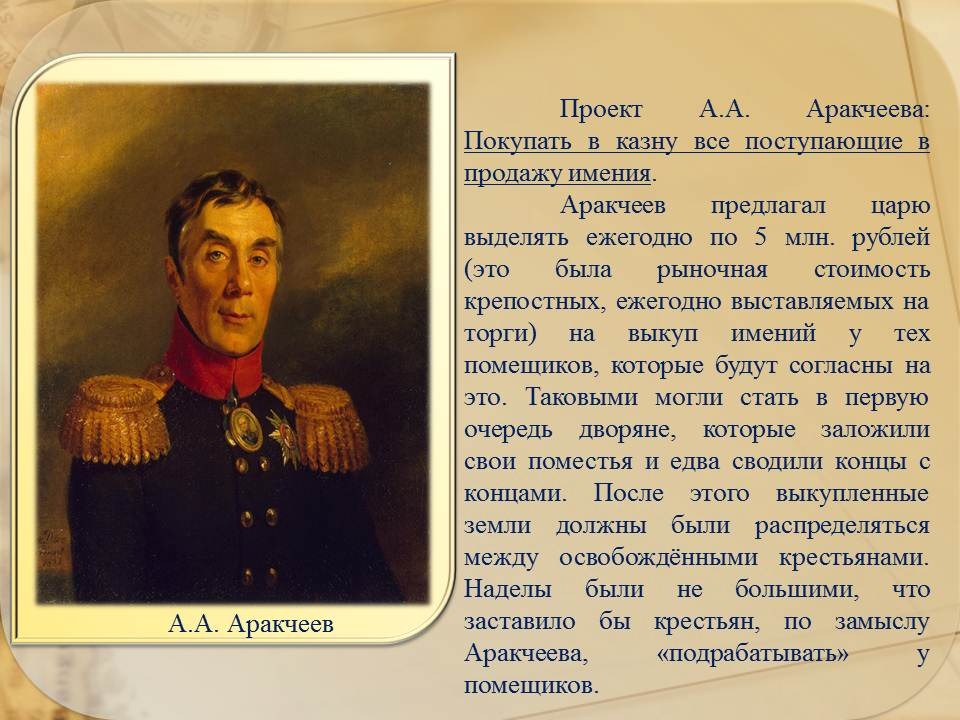 Проект А.А. Аракчеева:
Покупать в казну все поступающие в
продажу имения.
Аракчеев предлагал царю
выделять ежегодно по 5 млн. рублей
(это была рыночная стоимость
крепостных, ежегодно выставляемых на
торги) на выкуп имений у тех
помещиков, которые будут согласны на
это. Таковыми могли стать в первую
очередь дворяне, которые заложили
свои поместья и едва сводили концы с
концами. После этого выкупленные
земли должны были распределяться
между освобождёнными крестьянами.
Наделы были не большими, что
заставило бы крестьян, по замыслу
Аракчеева, «подрабатывать» у
помещиков.
А.А. Аракчеев